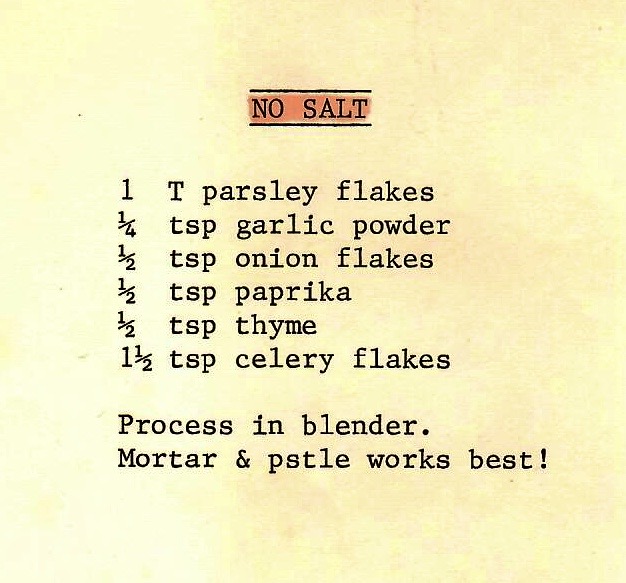 NO SALT
1 T parsley flakes
¼ tsp garlic powder
½ tsp onion flakes
½ tsp paprika
½ tsp thyme
1½ tsp celery flakes
Process in blender.
Mortar & pstle works best!